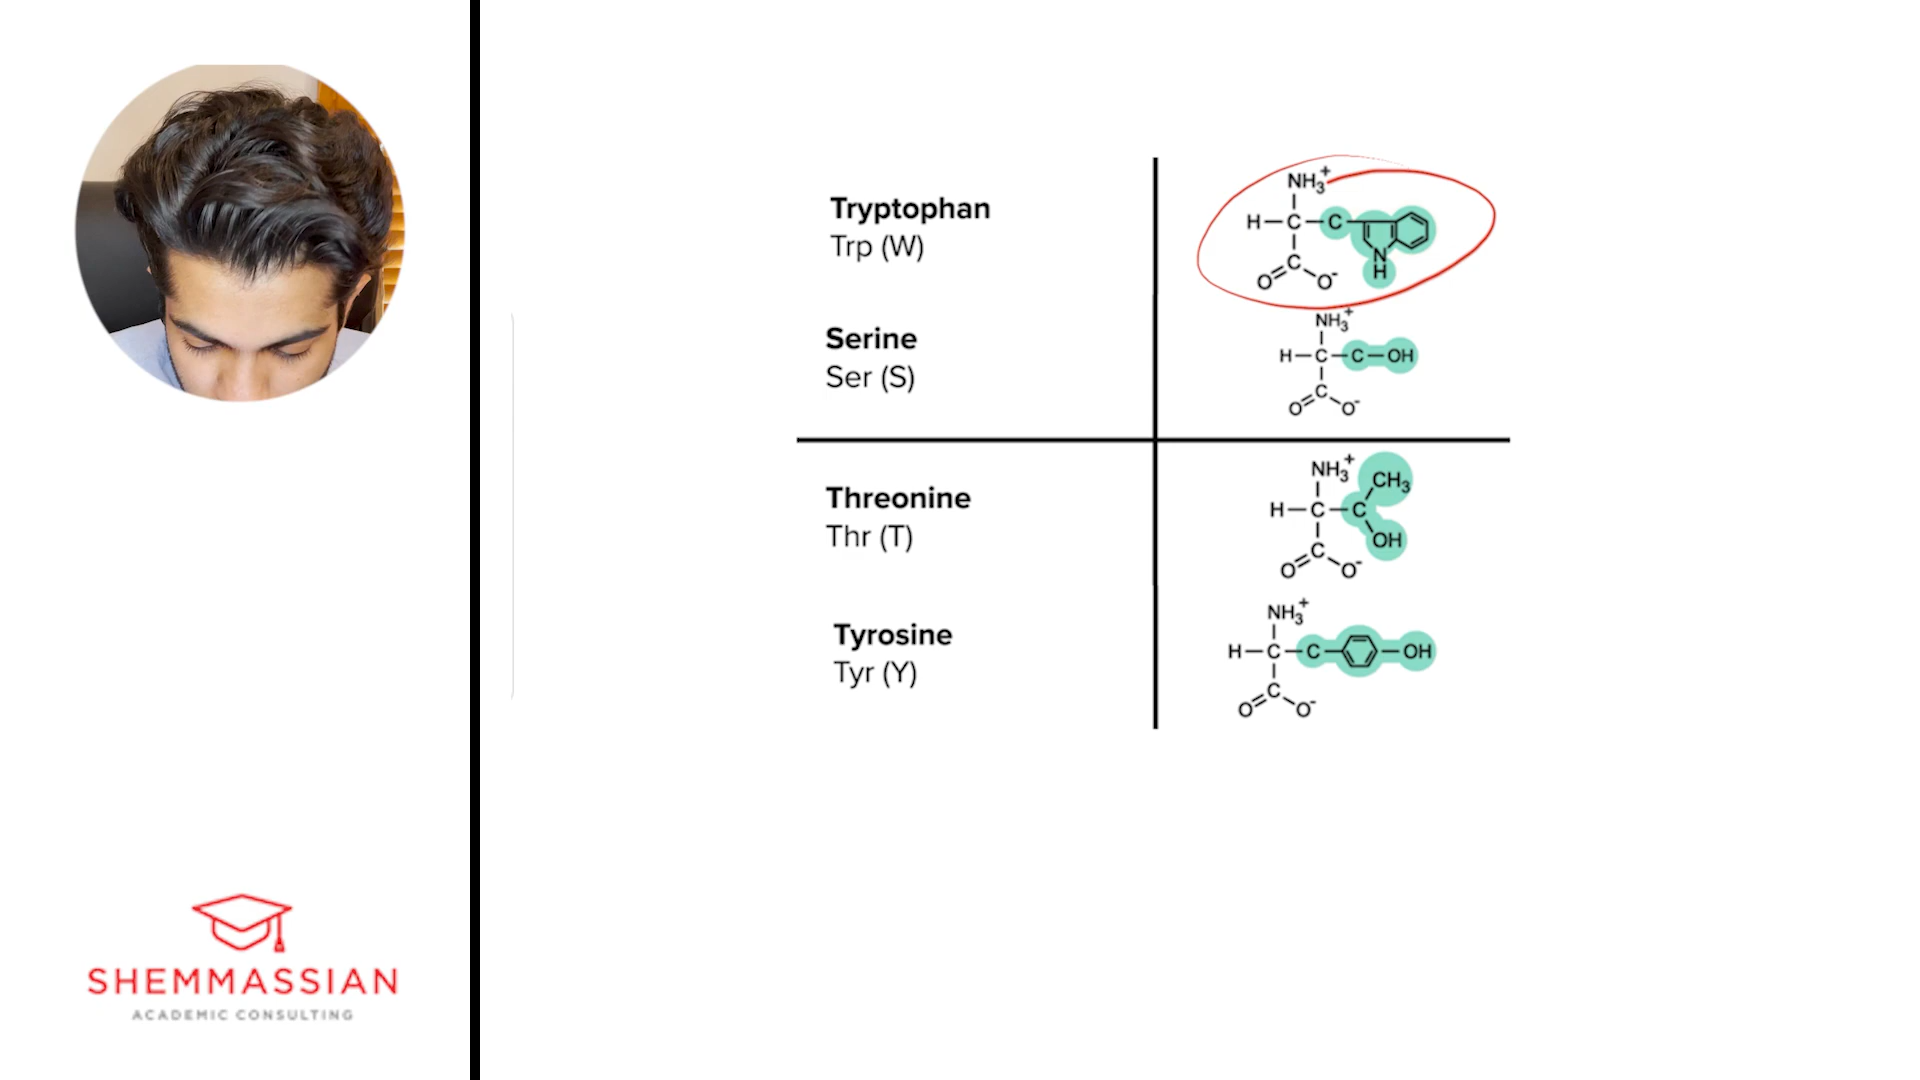 Tryptophan
Trp (W)
NH3+
H—C—C
N
H
C
O O-
Serine
Ser (S)
NH3+
H—C—C—OH
C
O O-
Threonine
Thr (T)
NH3+
CH3
H—C—C
OH
C
O O-
Tyrosine
Tyr (Y)
NH3+
H—C—C—OH
C
O O-
SHEMMASSIAN
ACADEMIC CONSULTING